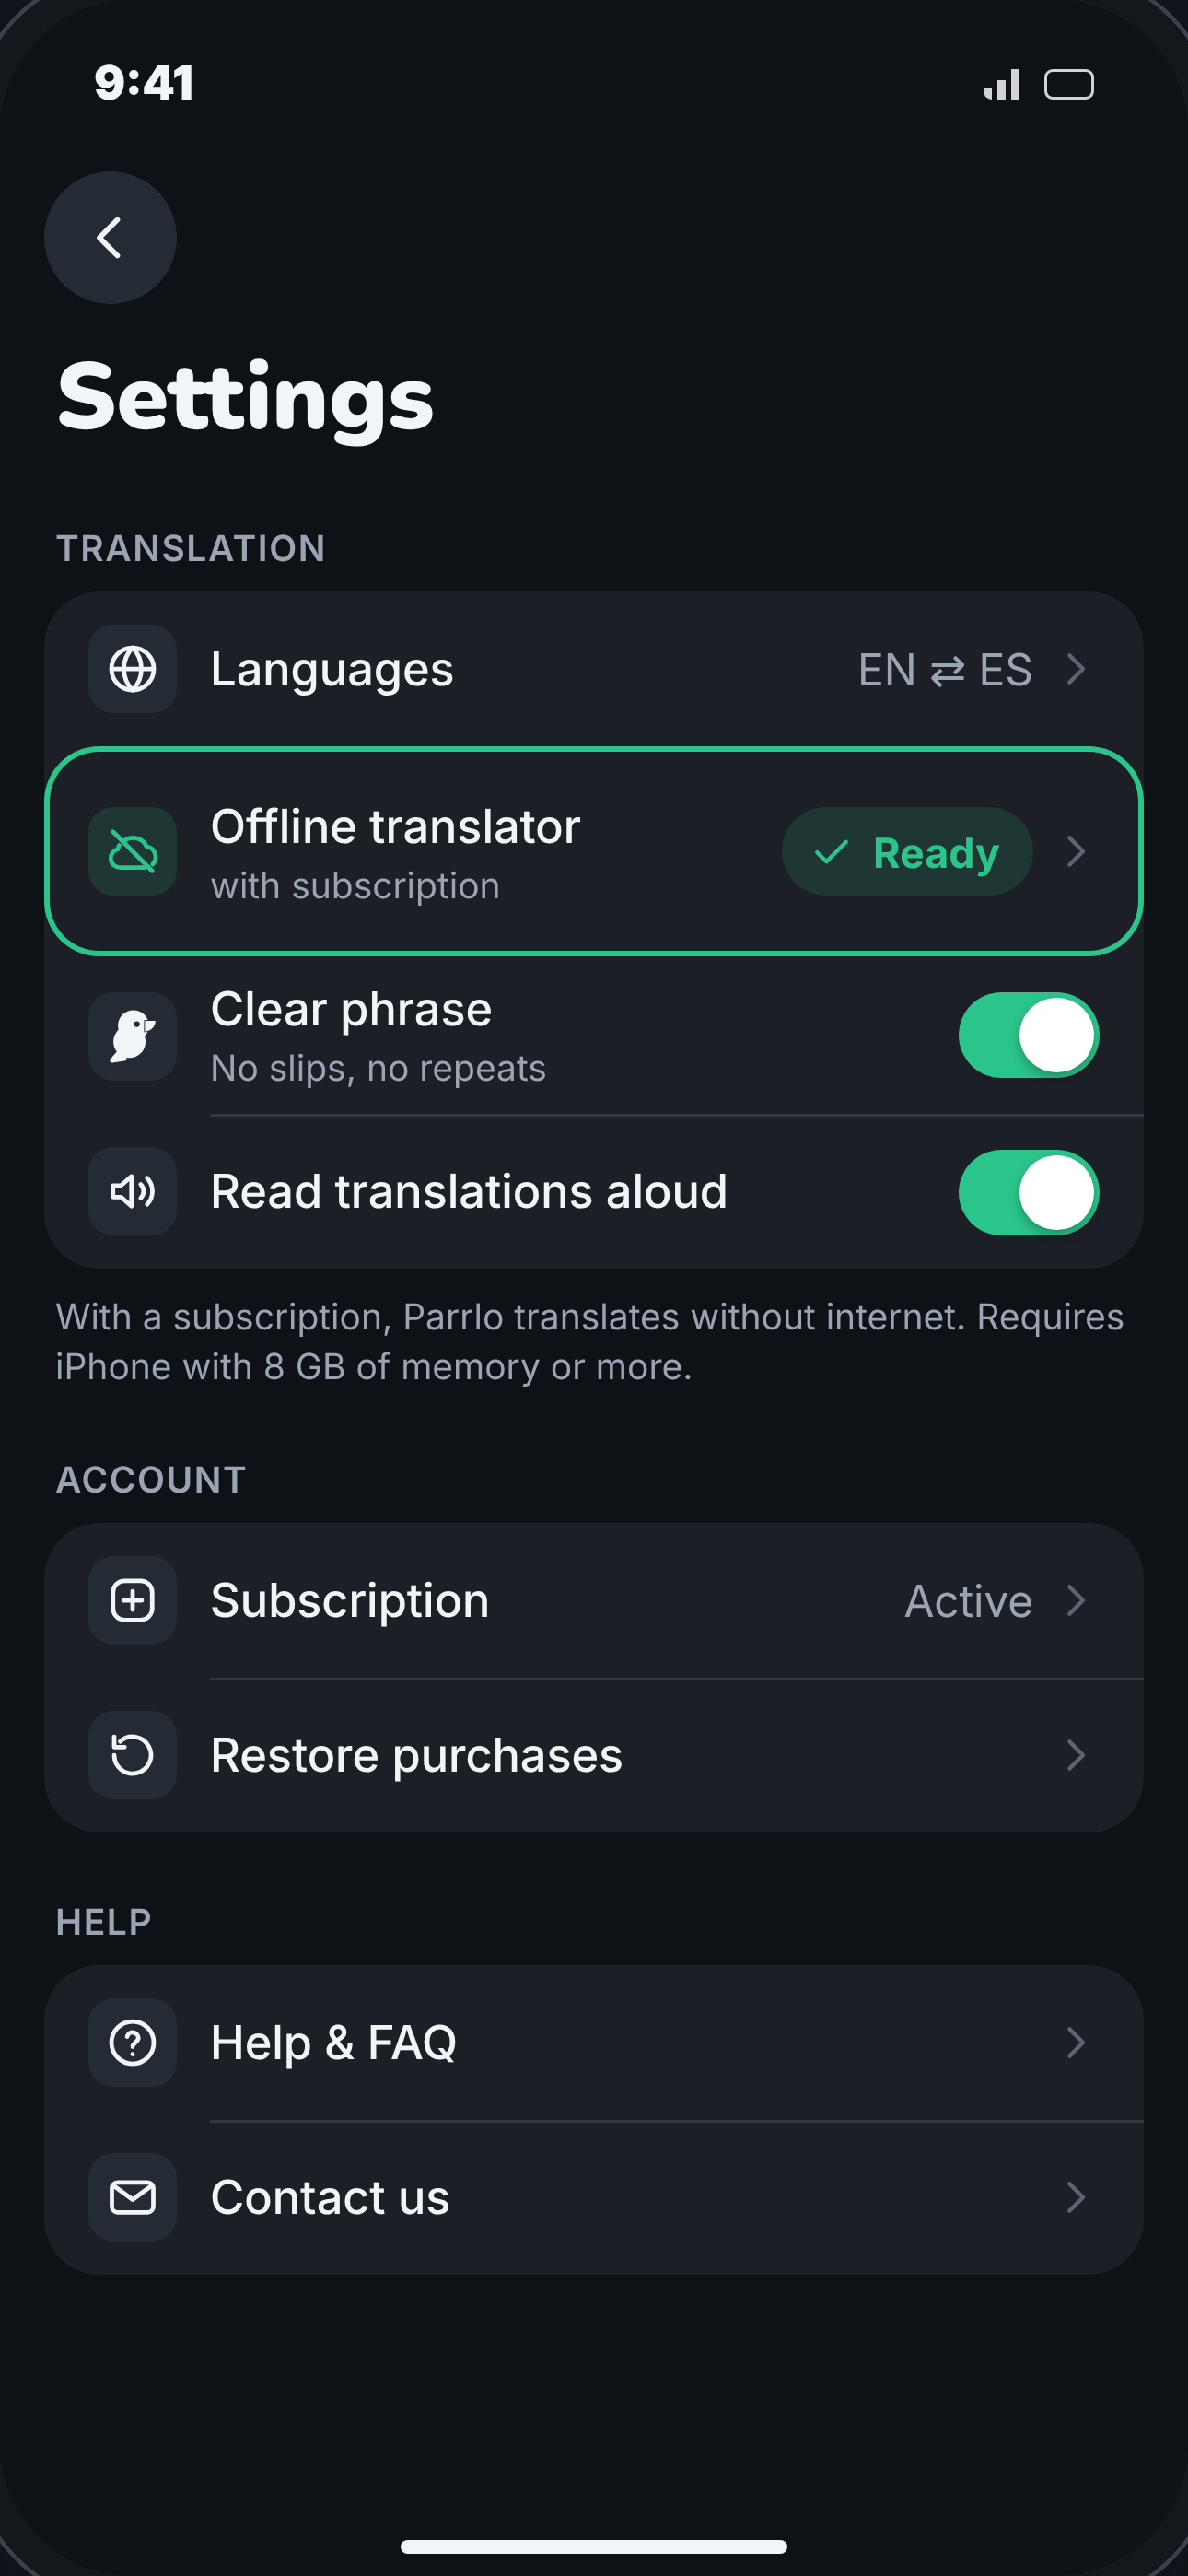 9:41
Settings
TRANSLATION
Languages
EN ⇄ ES
Offline translator
with subscription
Ready
Clear phrase
No slips, no repeats
Read translations aloud
With a subscription, Parrlo translates without internet. Requires
iPhone with 8 GB of memory or more.
ACCOUNT
Subscription
Active
Restore purchases
HELP
Help & FAQ
Contact us